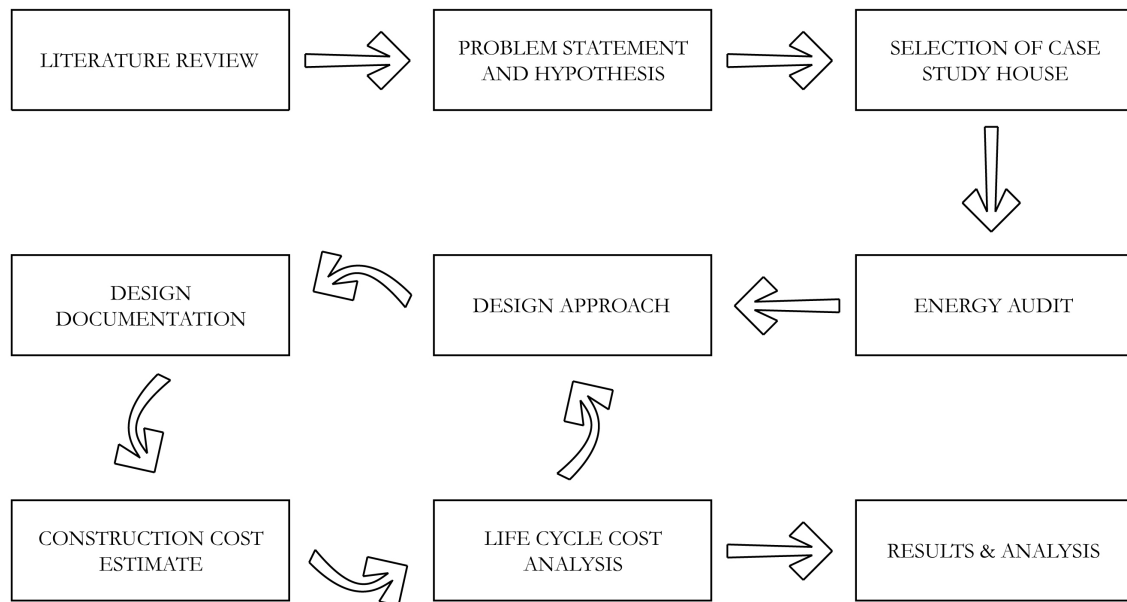 LITERATURE REVIEW
PROBLEM STATEMENT
AND HYPOTHESIS
SELECTION OF CASE
STUDY HOUSE
DESIGN
DOCUMENTATION
DESIGN APPROACH
ENERGY AUDIT
CONSTRUCTION COST
ESTIMATE
LIFE CYCLE COST
ANALYSIS
RESULTS & ANALYSIS